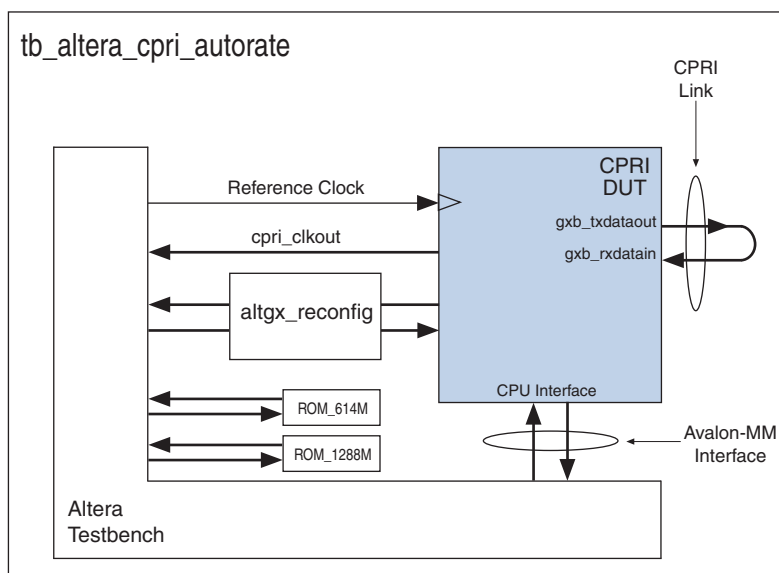 tb_altera_cpri_autorate
CPRI
Link
CPRI
DUT
Reference Clock
gxb_txdataout
cpri_clkout
gxb_rxdatain
altgx_reconfig
CPU Interface
ROM_614M
Avalon-MM
Interface
ROM_1288M
Altera
Testbench